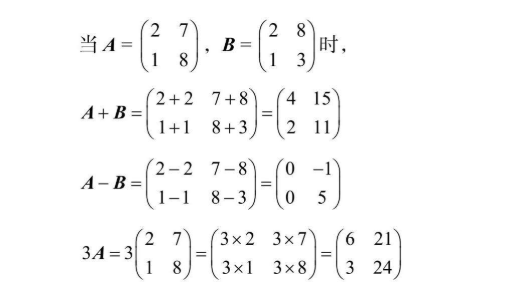 当 A = (2 7 1 8), B = (2 8 1 3) 时,
A + B = (2+2 7+8 1+1 8+3) = (4 15 2 11)
A − B = (2−2 7−8 1−1 8−3) = (0 −1 0 5)
3A = 3(2 7 1 8) = (3×2 3×7 3×1 3×8) = (6 21 3 24)